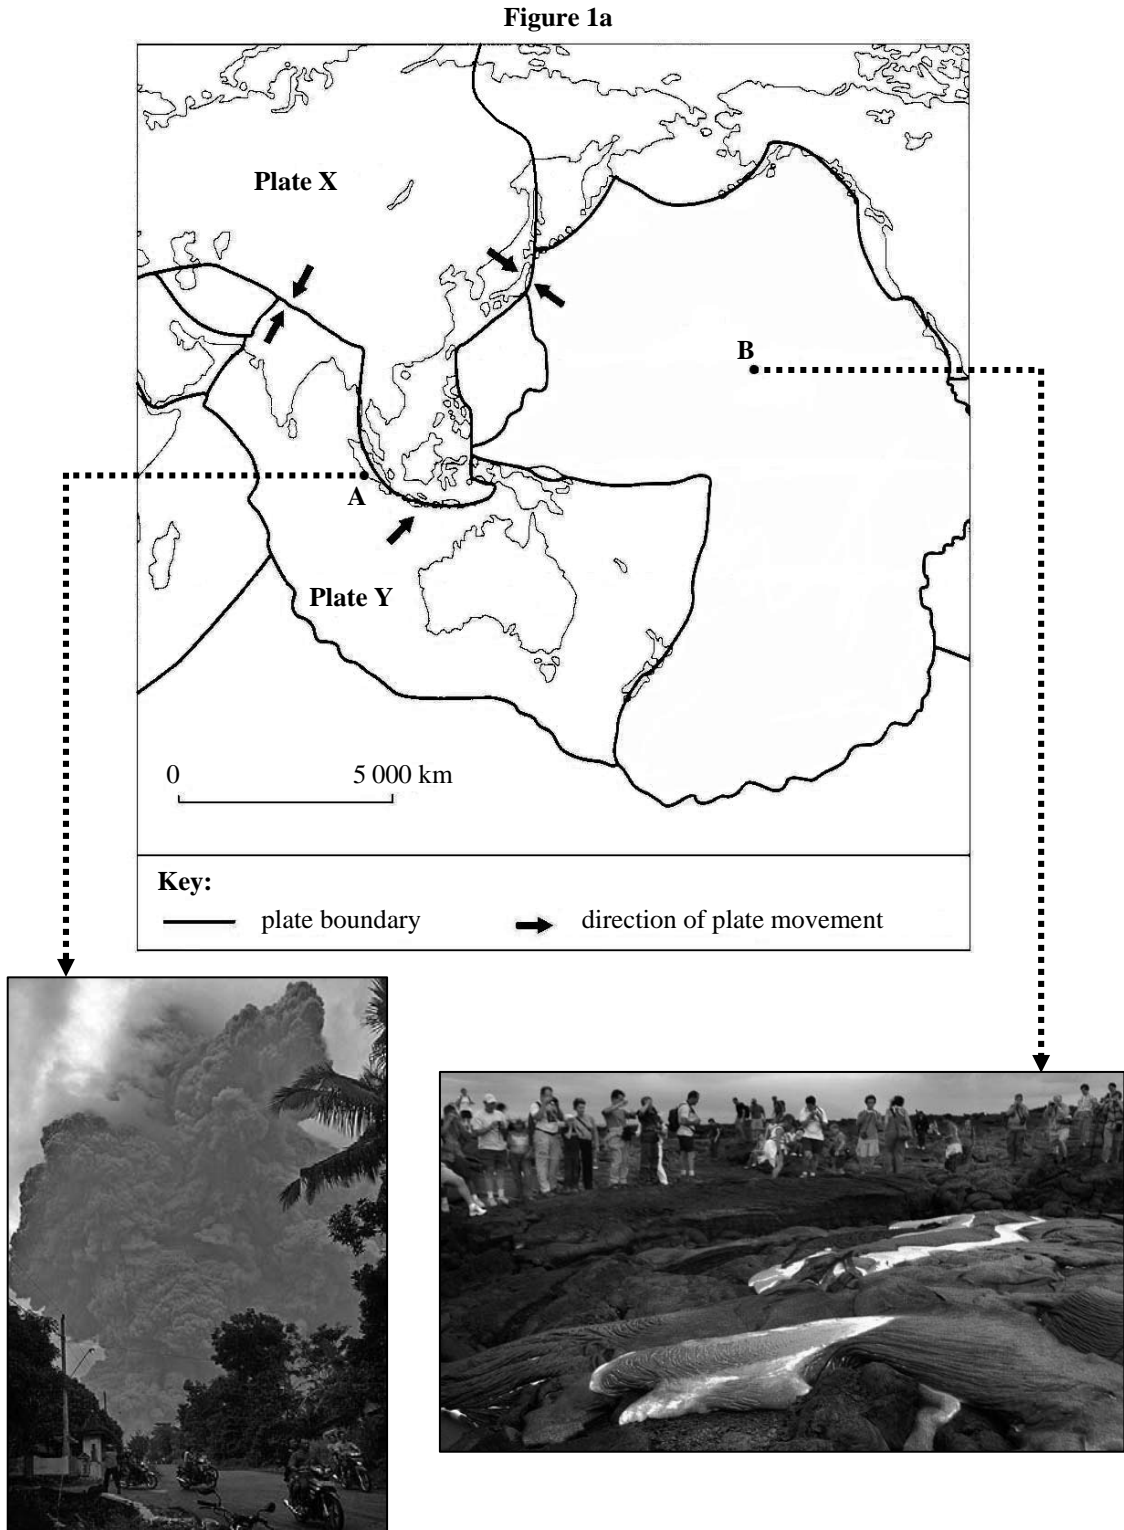 Figure 1a
Plate X
B
A
Plate Y
0 5 000 km
Key:
plate boundary direction of plate movement